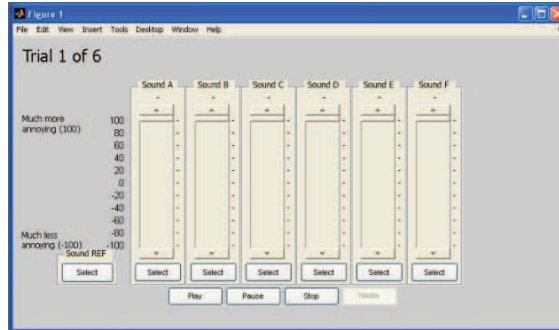 Figure 1
File Edit View Insert Tools Desktop Window Help
Trial 1 of 6
Sound A Sound B Sound C Sound D Sound E Sound F
- - - - - -
Much more
annoying (100)
100
80
60
40
20
0
-20
-40
-60
-80
-100
Much less
annoying (-100)
Sound REF
Select Select Select Select Select Select Select
Play Pause Stop